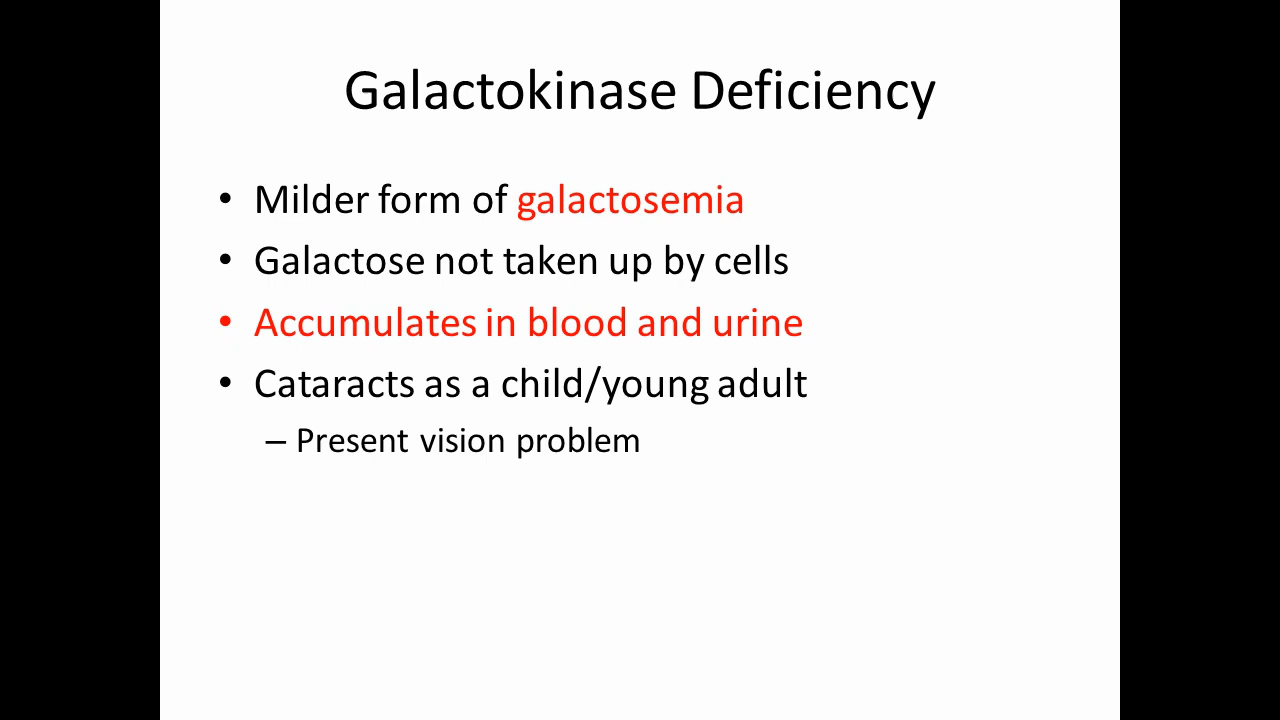 Galactokinase Deficiency
• Milder form of galactosemia
• Galactose not taken up by cells
• Accumulates in blood and urine
• Cataracts as a child/young adult
– Present vision problem